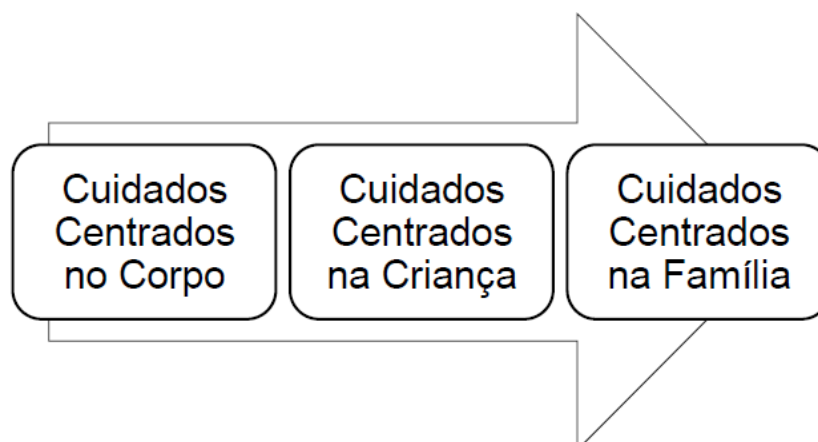 Cuidados
Centrados
no Corpo
Cuidados
Centrados
na Criança
Cuidados
Centrados
na Família